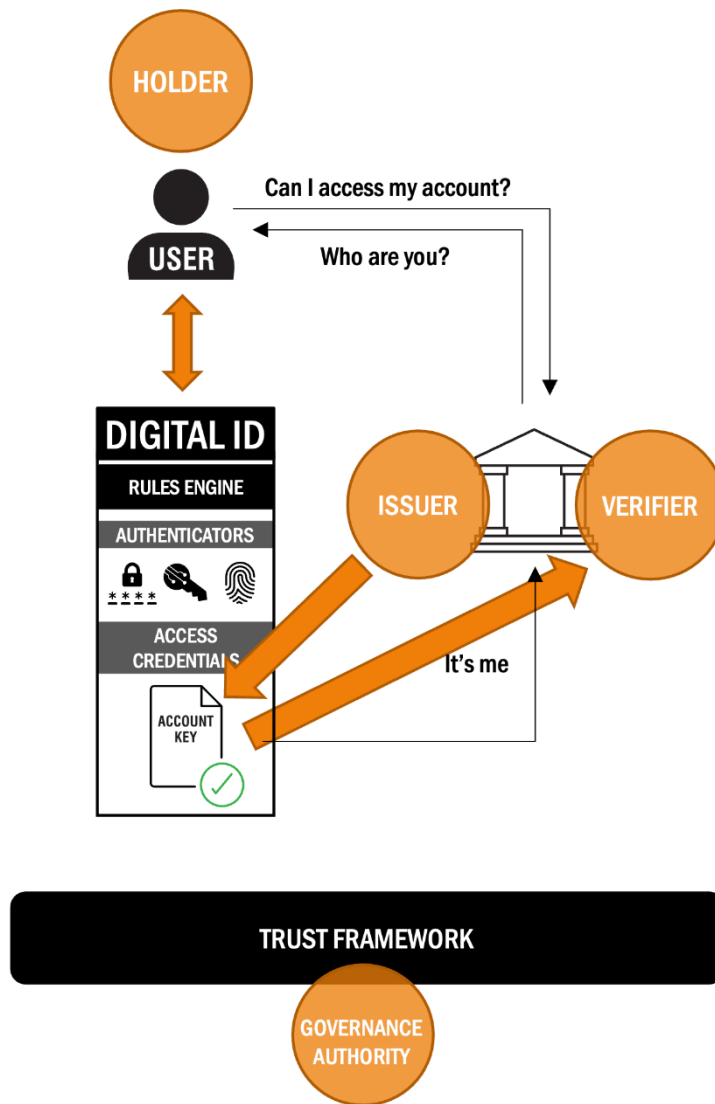 HOLDER
Can I access my account?
Who are you?
USER
DIGITAL ID
RULES ENGINE
AUTHENTICATORS
****
ACCESS
CREDENTIALS
ISSUER
VERIFIER
It's me
ACCOUNT
KEY
TRUST FRAMEWORK
GOVERNANCE
AUTHORITY